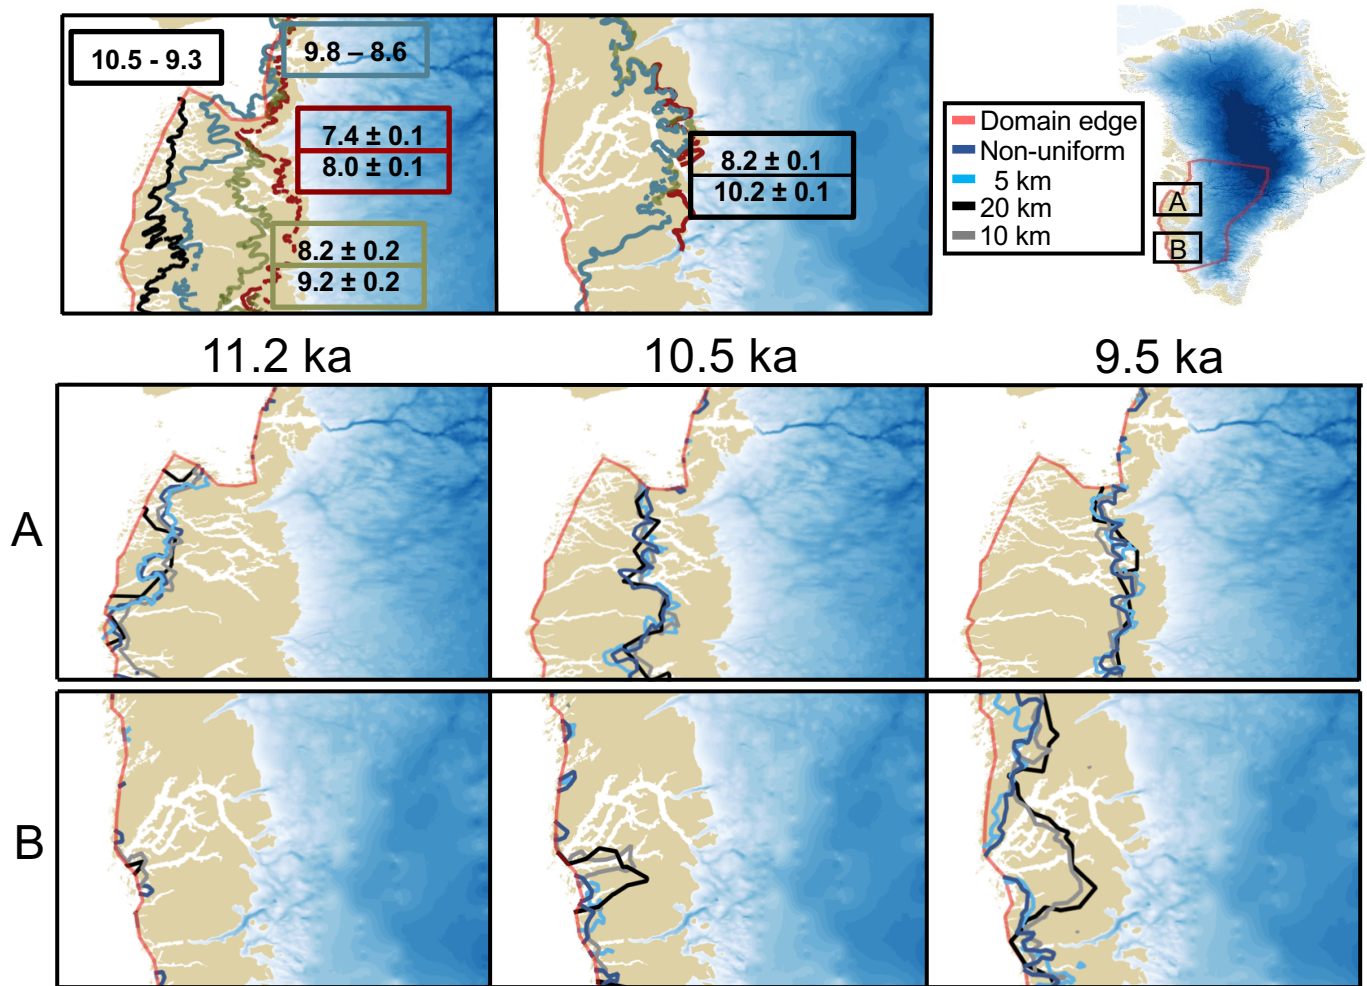 10.5 - 9.3
9.8 – 8.6
7.4 ± 0.1
8.0 ± 0.1
8.2 ± 0.2
9.2 ± 0.2
8.2 ± 0.1
10.2 ± 0.1
Domain edge
Non-uniform
5 km
20 km
10 km
A
B
11.2 ka
10.5 ka
9.5 ka
A
B